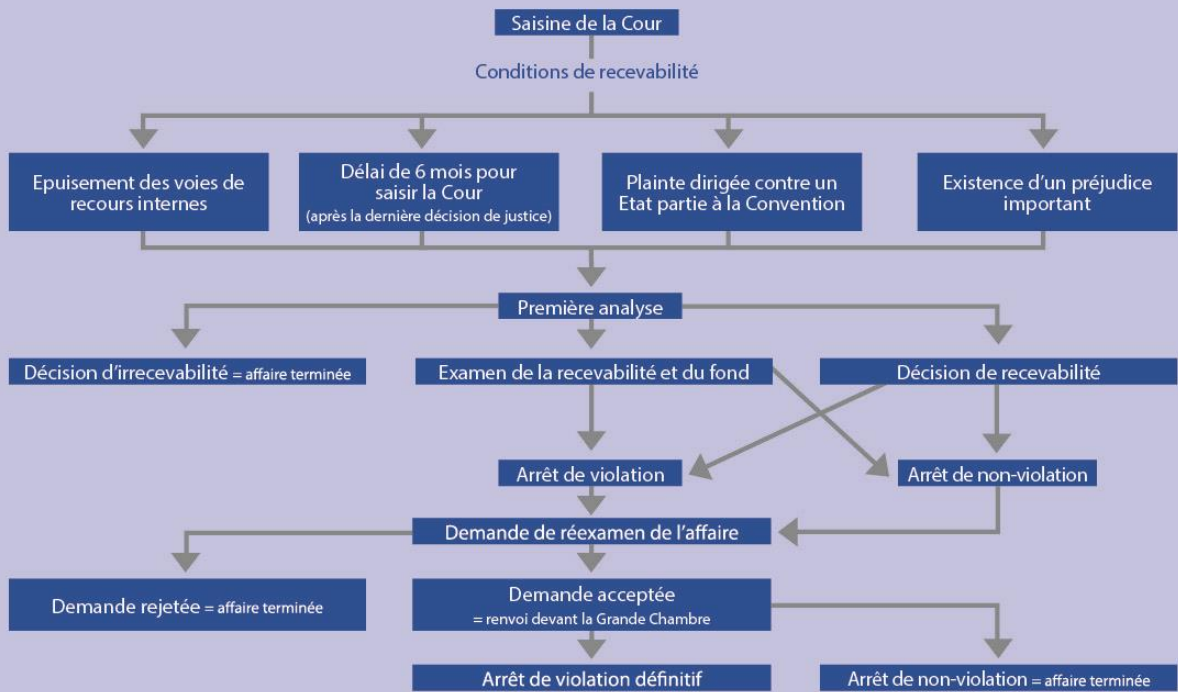 Saisine de la Cour
Conditions de recevabilité
Epuisement des voies de
recours internes
Délai de 6 mois pour
saisir la Cour
(après la dernière décision de justice)
Plainte dirigée contre un
Etat partie à la Convention
Existence d'un préjudice
important
Première analyse
Décision d'irrecevabilité = affaire terminée
Examen de la recevabilité et du fond
Décision de recevabilité
Arrêt de violation
Arrêt de non-violation
Demande de réexamen de l'affaire
Demande rejetée = affaire terminée
Demande acceptée
= renvoi devant la Grande Chambre
Arrêt de violation définitif
Arrêt de non-violation = affaire terminée